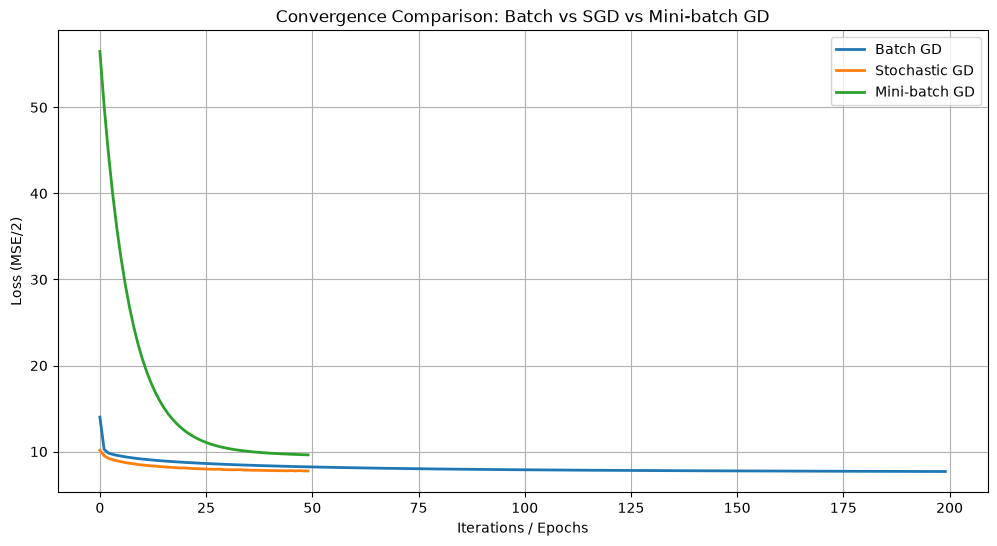 Convergence Comparison: Batch vs SGD vs Mini-batch GD
Batch GD
Stochastic GD
Mini-batch GD
Loss (MSE/2)
50
40
30
20
10
0 25 50 75 100 125 150 175 200
Iterations / Epochs